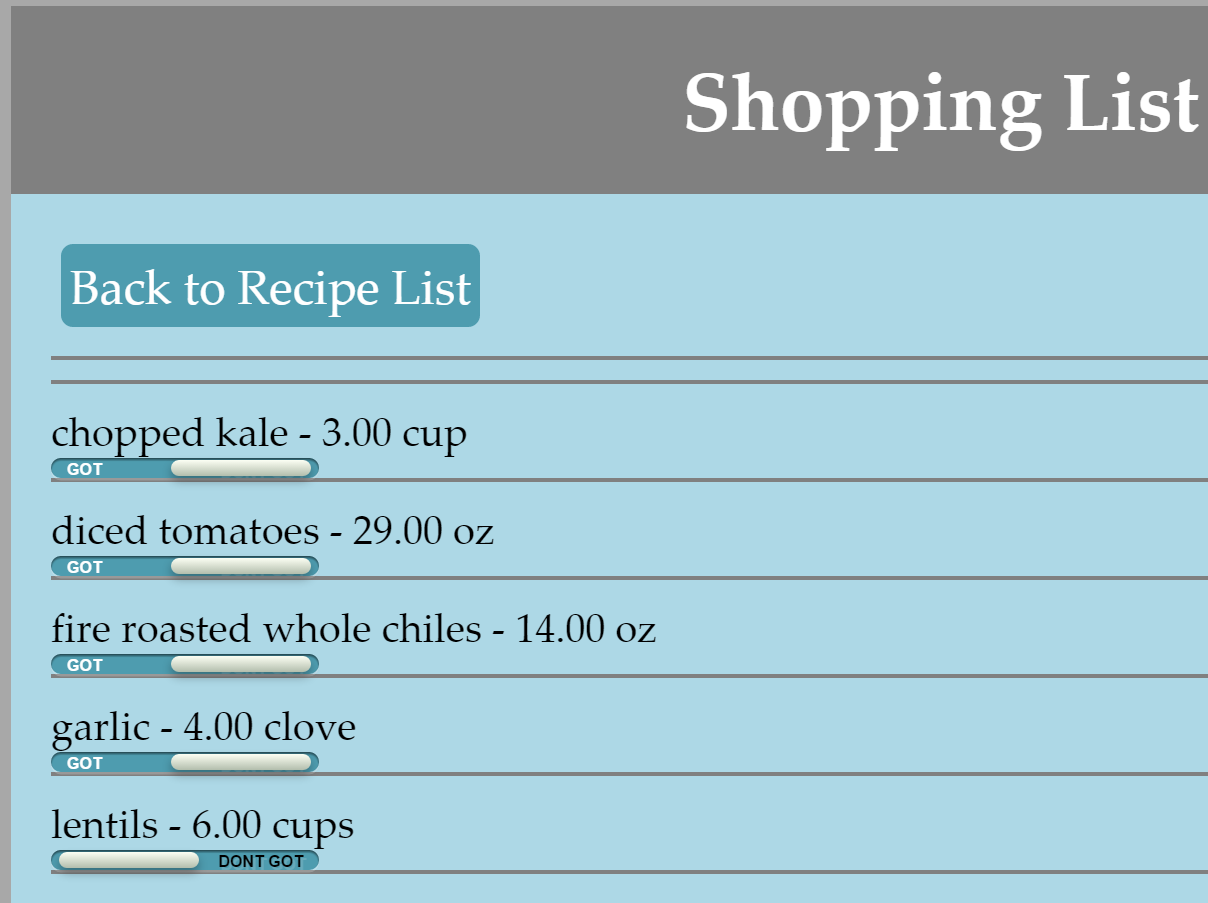 Shopping List
Back to Recipe List
chopped kale - 3.00 cup
GOT
diced tomatoes - 29.00 oz
GOT
fire roasted whole chiles - 14.00 oz
GOT
garlic - 4.00 clove
GOT
lentils - 6.00 cups
DONT GOT